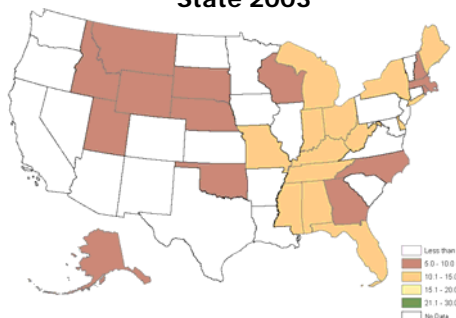 State 2003
Less than
5.0 - 10.0
10.1 - 15.0
15.1 - 20.0
21.1 - 30.0
No Data